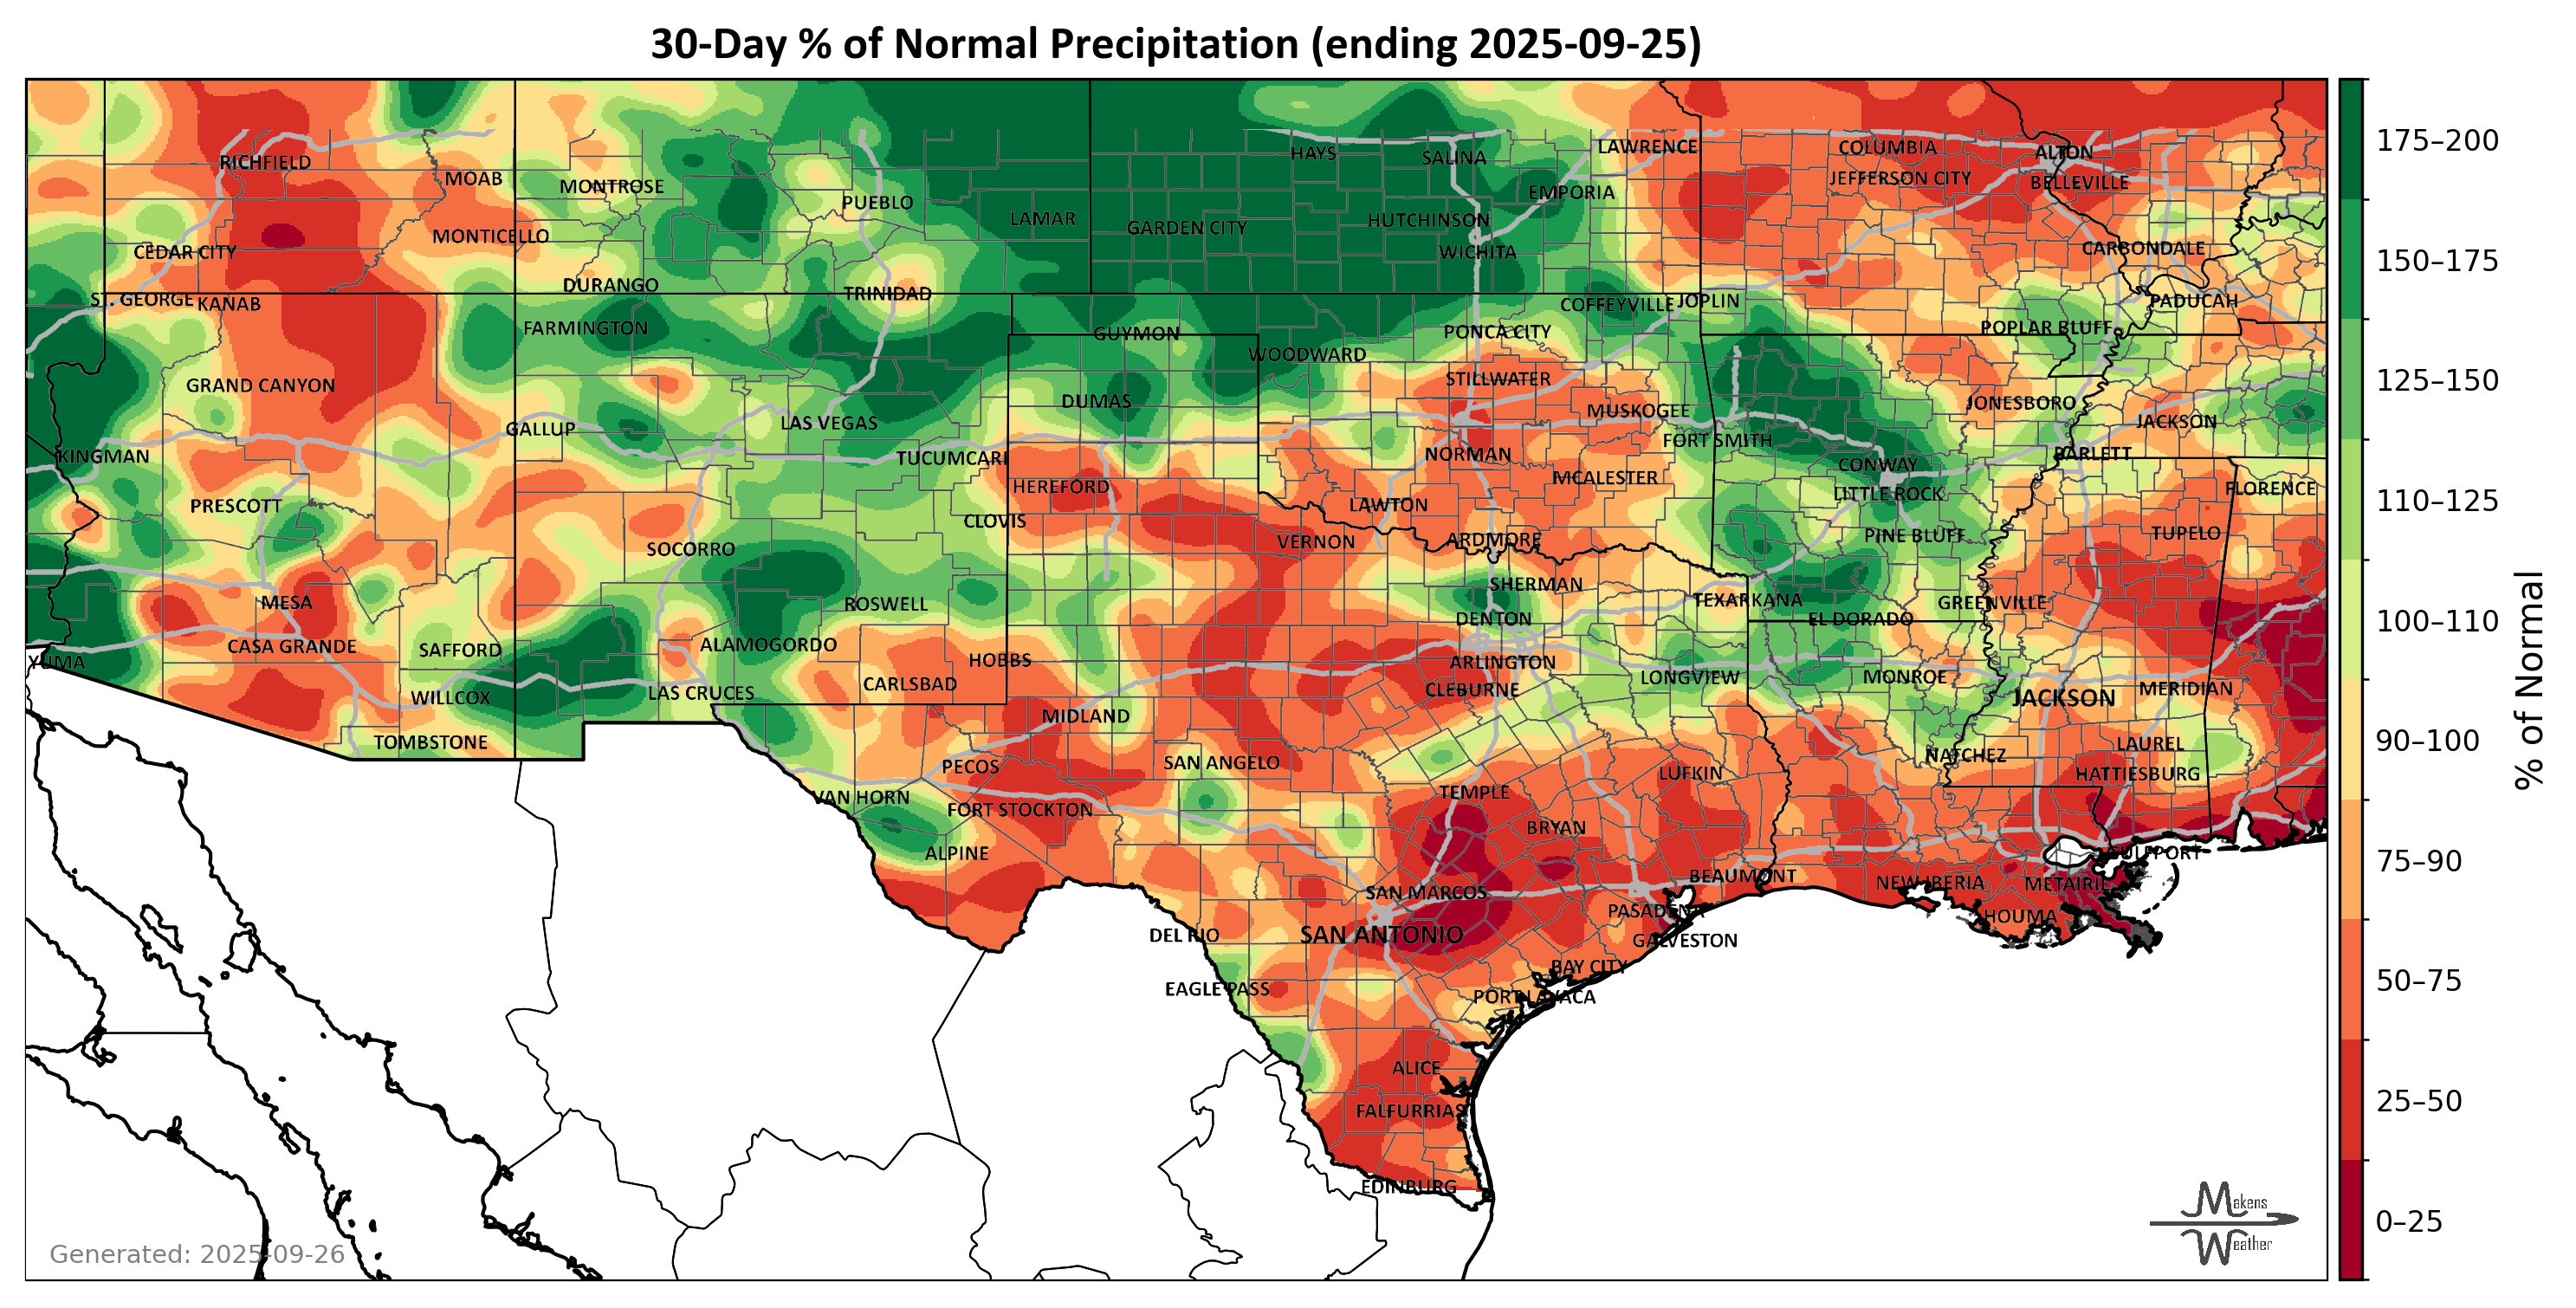 30-Day % of Normal Precipitation (ending 2025-09-25)
HAYS
SALINA
LAWRENCE
COLUMBIA
ALTON
RICHFIELD
MOAB
MONTROSE
PUEBLO
EMPORIA
JEFFERSON CITY
BELLEVILLE
LAMAR
GARDEN CITY
HUTCHINSON
MONTICELLO
CEDAR CITY
WICHITA
CARBONDALE
DURANGO
TRINIDAD
ST. GEORGE
KANAB
COFFEYVILLE
JOPLIN
PADUCAH
FARMINGTON
GUYMON
PONCA CITY
POPLAR BLUFF
WOODWARD
GRAND CANYON
STILLWATER
DUMAS
MUSKOGEE
JONESBORO
JACKSON
GALLUP
LAS VEGAS
FORT SMITH
KINGMAN
TUCUMCARI
NORMAN
BARLETT
CONWAY
HEREFORD
MCALESTER
LITTLE ROCK
FLORENCE
PRESCOTT
LAWTON
CLOVIS
PINE BLUFF
TUPELO
SOCORRO
VERNON
ARDMORE
SHERMAN
MESA
ROSWELL
TEXARKANA
GREENVILLE
DENTON
EL DORADO
CASA GRANDE
SAFFORD
ALAMOGORDO
YUMA
HOBBS
ARLINGTON
CARLSBAD
CLEBURNE
LONGVIEW
MONROE
WILLCOX
LAS CRUCES
JACKSON
MERIDIAN
MIDLAND
TOMBSTONE
NATCHEZ
LAUREL
PECOS
SAN ANGELO
LUFKIN
HATTIESBURG
VAN HORN
FORT STOCKTON
TEMPLE
BRYAN
ALPINE
GULFPORT
SAN MARCOS
BEAUMONT
NEW IBERIA
METAIRIE
PASADENA
HOUMA
DEL RIO
SAN ANTONIO
GALVESTON
BAY CITY
EAGLE PASS
PORT LAVACA
ALICE
FALFURRIAS
EDINBURG
175–200
150–175
125–150
110–125
100–110
90–100
75–90
50–75
25–50
0–25
% of Normal
Makens
Weather
Generated: 2025-09-26